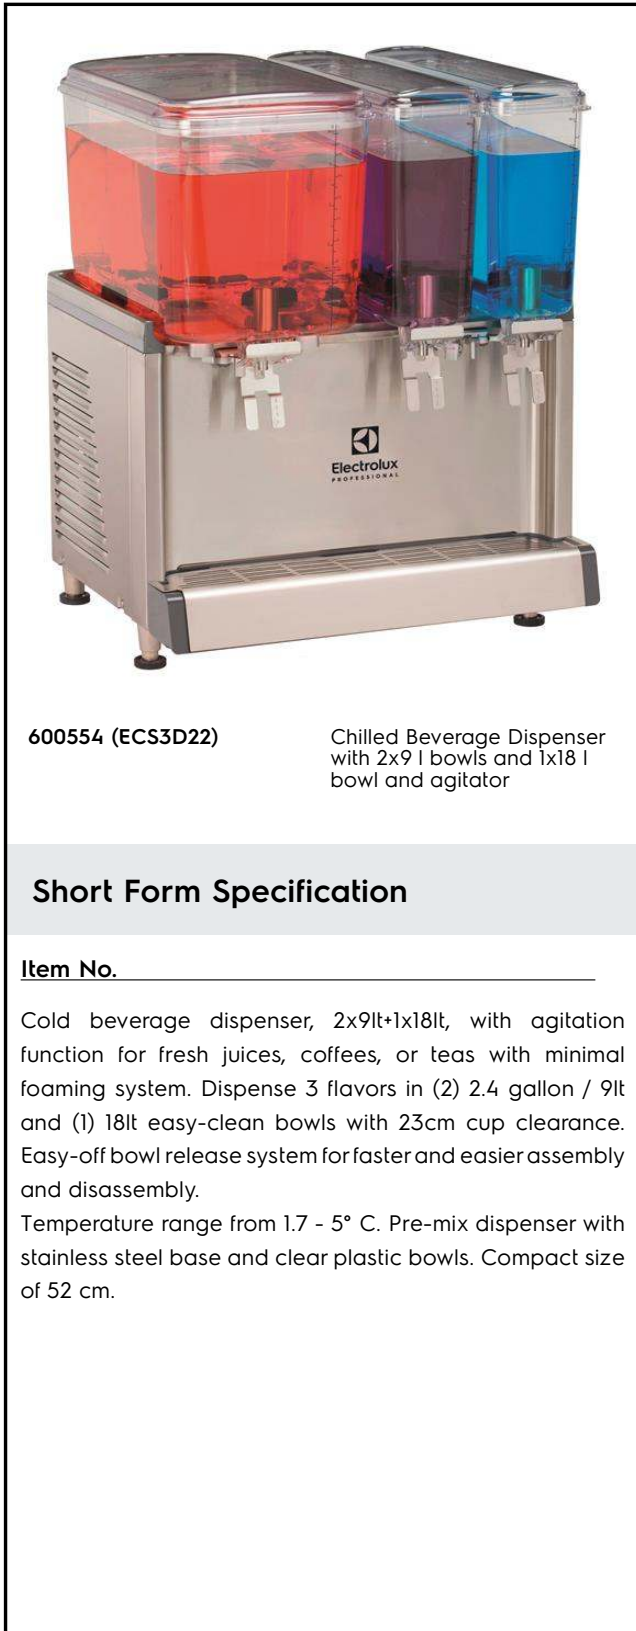 Electrolux
PROFESSIONAL
600554 (ECS3D22)
Chilled Beverage Dispenser
with 2x9 l bowls and 1x18 l
bowl and agitator
Short Form Specification
Item No.
Cold beverage dispenser, 2x9lt+1x18lt, with agitation
function for fresh juices, coffees, or teas with minimal
foaming system. Dispense 3 flavors in (2) 2.4 gallon / 9lt
and (1) 18lt easy-clean bowls with 23cm cup clearance.
Easy-off bowl release system for faster and easier assembly
and disassembly.
Temperature range from 1.7 - 5° C. Pre-mix dispenser with
stainless steel base and clear plastic bowls. Compact size
of 52 cm.